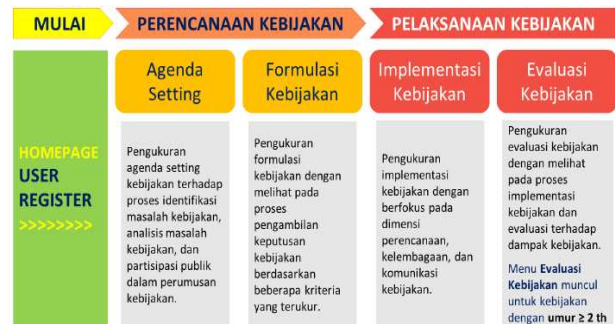 MULAI
PERENCANAAN KEBIJAKAN
PELAKSANAAN KEBIJAKAN
HOMEPAGE
USER
REGISTER
>>>>>>>>
Agenda
Setting
Pengukuran
agenda setting
kebijakan terhadap
proses identifikasi
masalah kebijakan,
analisis masalah
kebijakan, dan
partisipasi publik
dalam perumusan
kebijakan.
Formulasi
Kebijakan
Pengukuran
formulasi
kebijakan dengan
melihat pada
proses
pengambilan
keputusan
kebijakan
berdasarkan
beberapa kriteria
yang terukur.
Implementasi
Kebijakan
Pengukuran
implementasi
kebijakan dengan
berfokus pada
dimensi
perencanaan,
kelembagaan, dan
komunikasi
kebijakan.
Evaluasi
Kebijakan
Pengukuran
evaluasi kebijakan
dengan melihat
pada proses
implementasi
kebijakan dan
evaluasi terhadap
dampak kebijakan.
Menu Evaluasi
Kebijakan muncul
untuk kebijakan
dengan umur ≥ 2 th